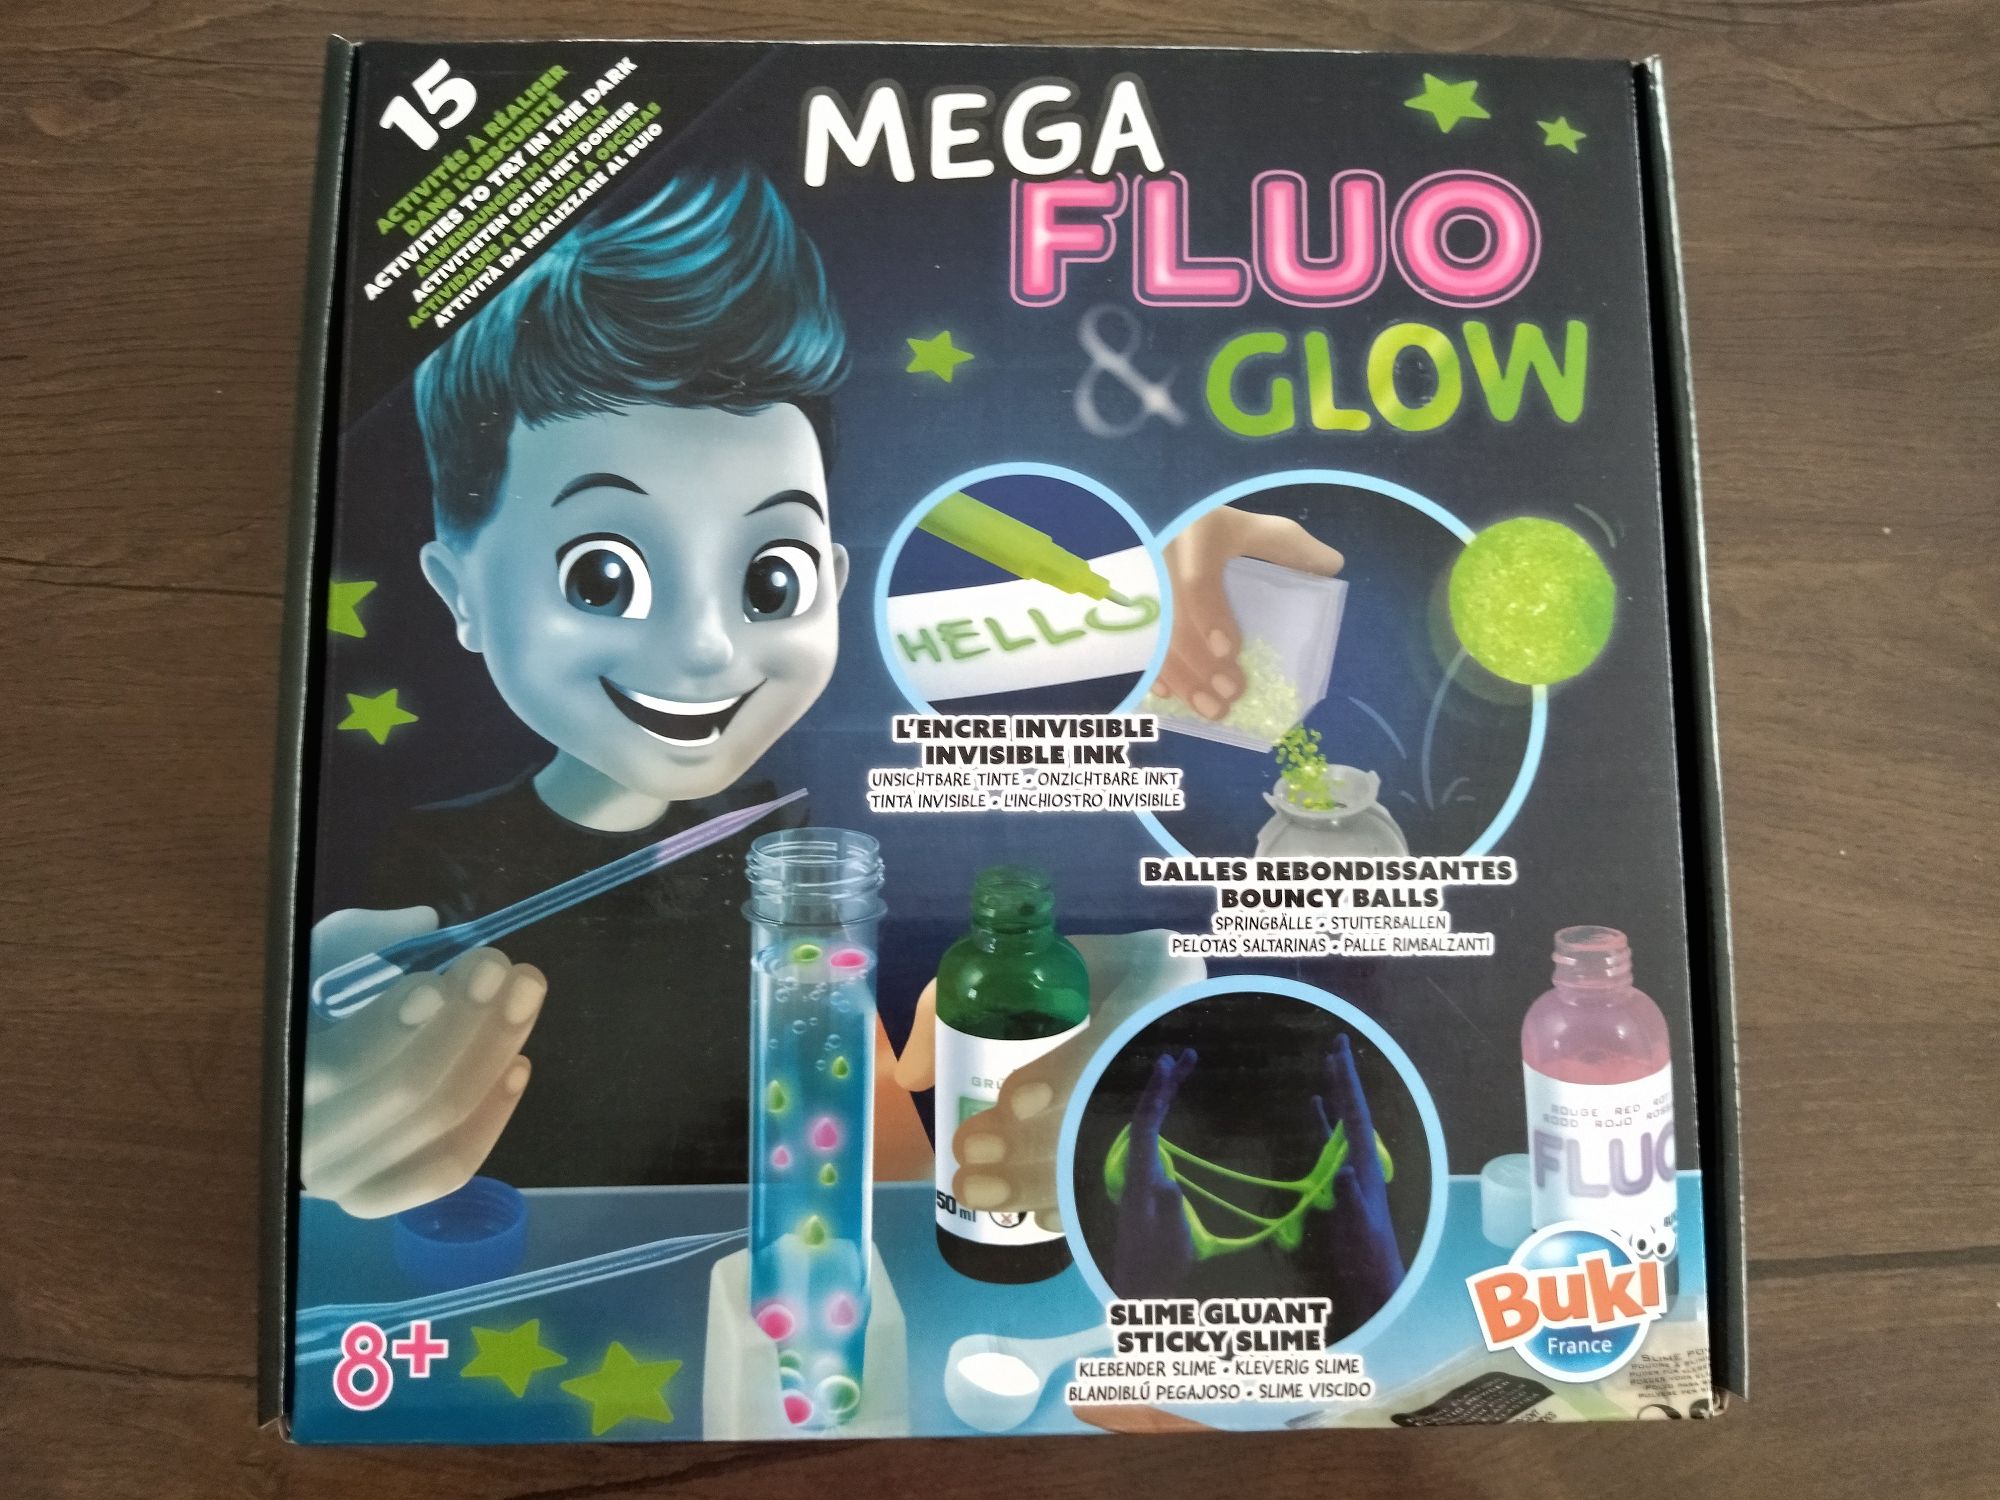 15
ACTIVITÉS À RÉALISER
DANS L'OBSCURITÉ
ACTIVITIES TO TRY IN THE DARK
ANWENDUNGEN IM DUNKELN
ACTIVITEITEN OM IN HET DONKER
ACTIVIDADES A EFECTUAR A OSCURAS
ATTIVITÀ DA REALIZZARE AL BUIO
MEGA
FLUO
& GLOW
HELLO
L'ENCRE INVISIBLE
INVISIBLE INK
UNSICHTBARE TINTE • ONZICHTBARE INKT
TINTA INVISIBLE • L'INCHIOSTRO INVISIBILE
BALLES REBONDISSANTES
BOUNCY BALLS
SPRINGBÄLLE • STUITERBALLEN
PELOTAS SALTARINAS • PALLE RIMBALZANTI
50 ml
ROUGE RED
ROOD ROJO
FLUO
SLIME GLUANT
STICKY SLIME
KLEBENDER SLIME • KLEVERIG SLIME
BLANDIBLÚ PEGAJOSO • SLIME VISCIDO
8+
Buki
France